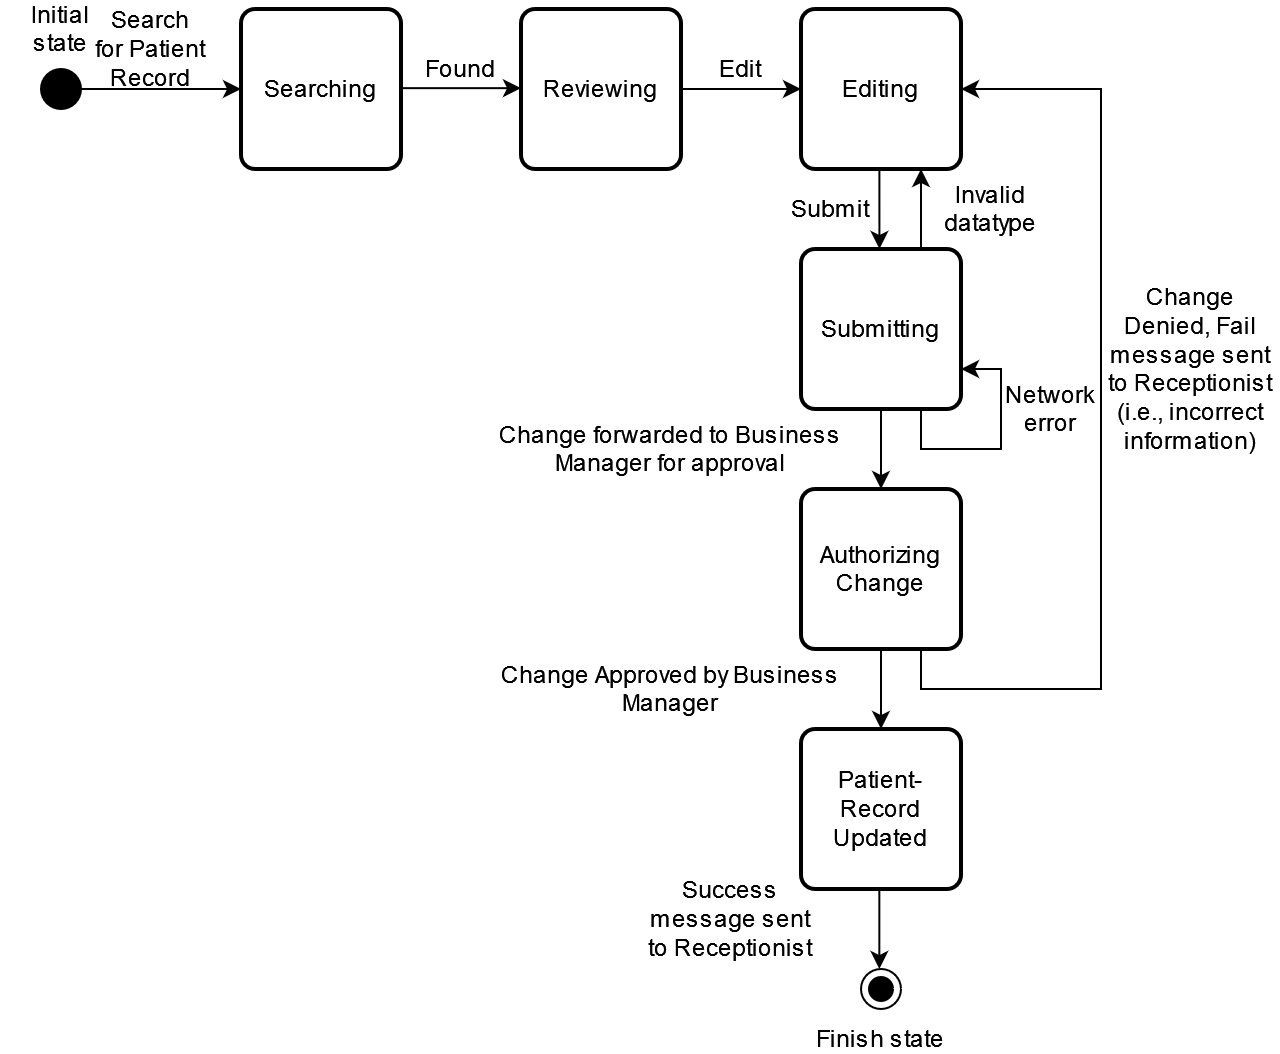 Initial
state
Search
for Patient
Record
Searching
Found
Reviewing
Edit
Editing
Submit
Invalid
datatype
Submitting
Network
error
Change
Denied, Fail
message sent
to Receptionist
(i.e., incorrect
information)
Change forwarded to Business
Manager for approval
Authorizing
Change
Change Approved by Business
Manager
Patient-
Record
Updated
Success
message sent
to Receptionist
Finish state